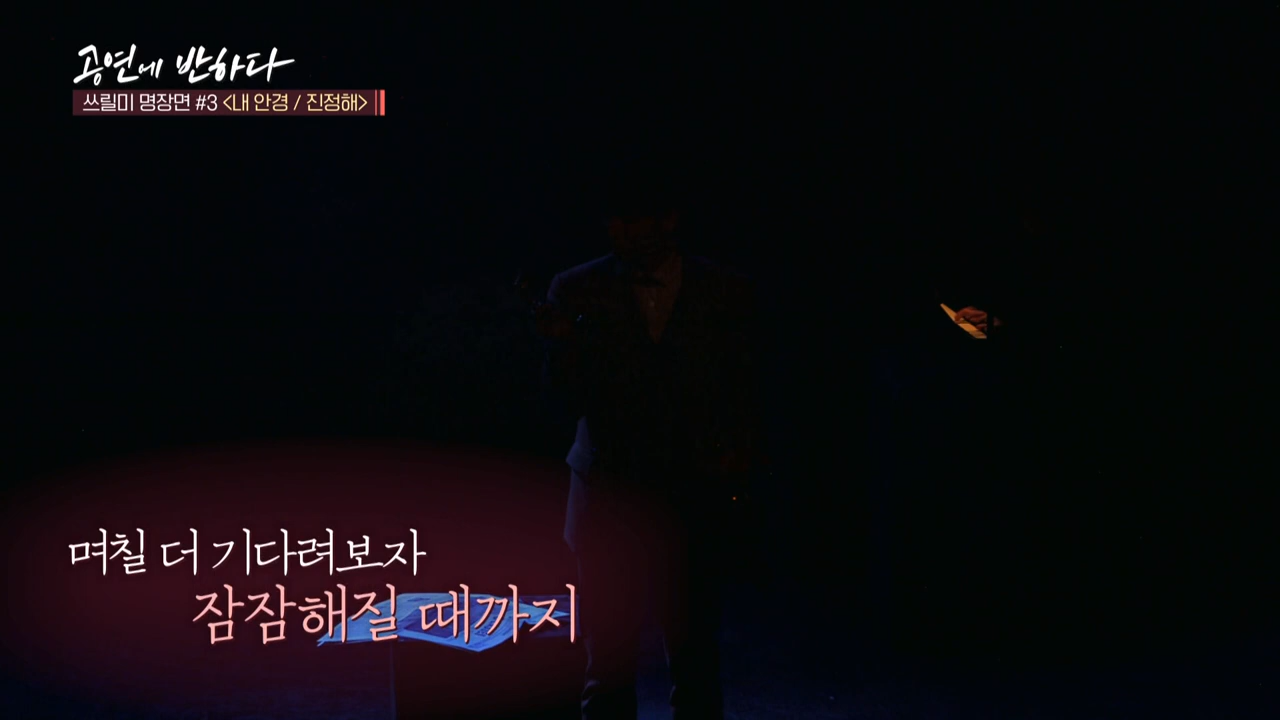 공연에 반하다
쓰릴미 명장면 #3 <내 안경 / 진정해>
며칠 더 기다려보자
잠잠해질 때까지